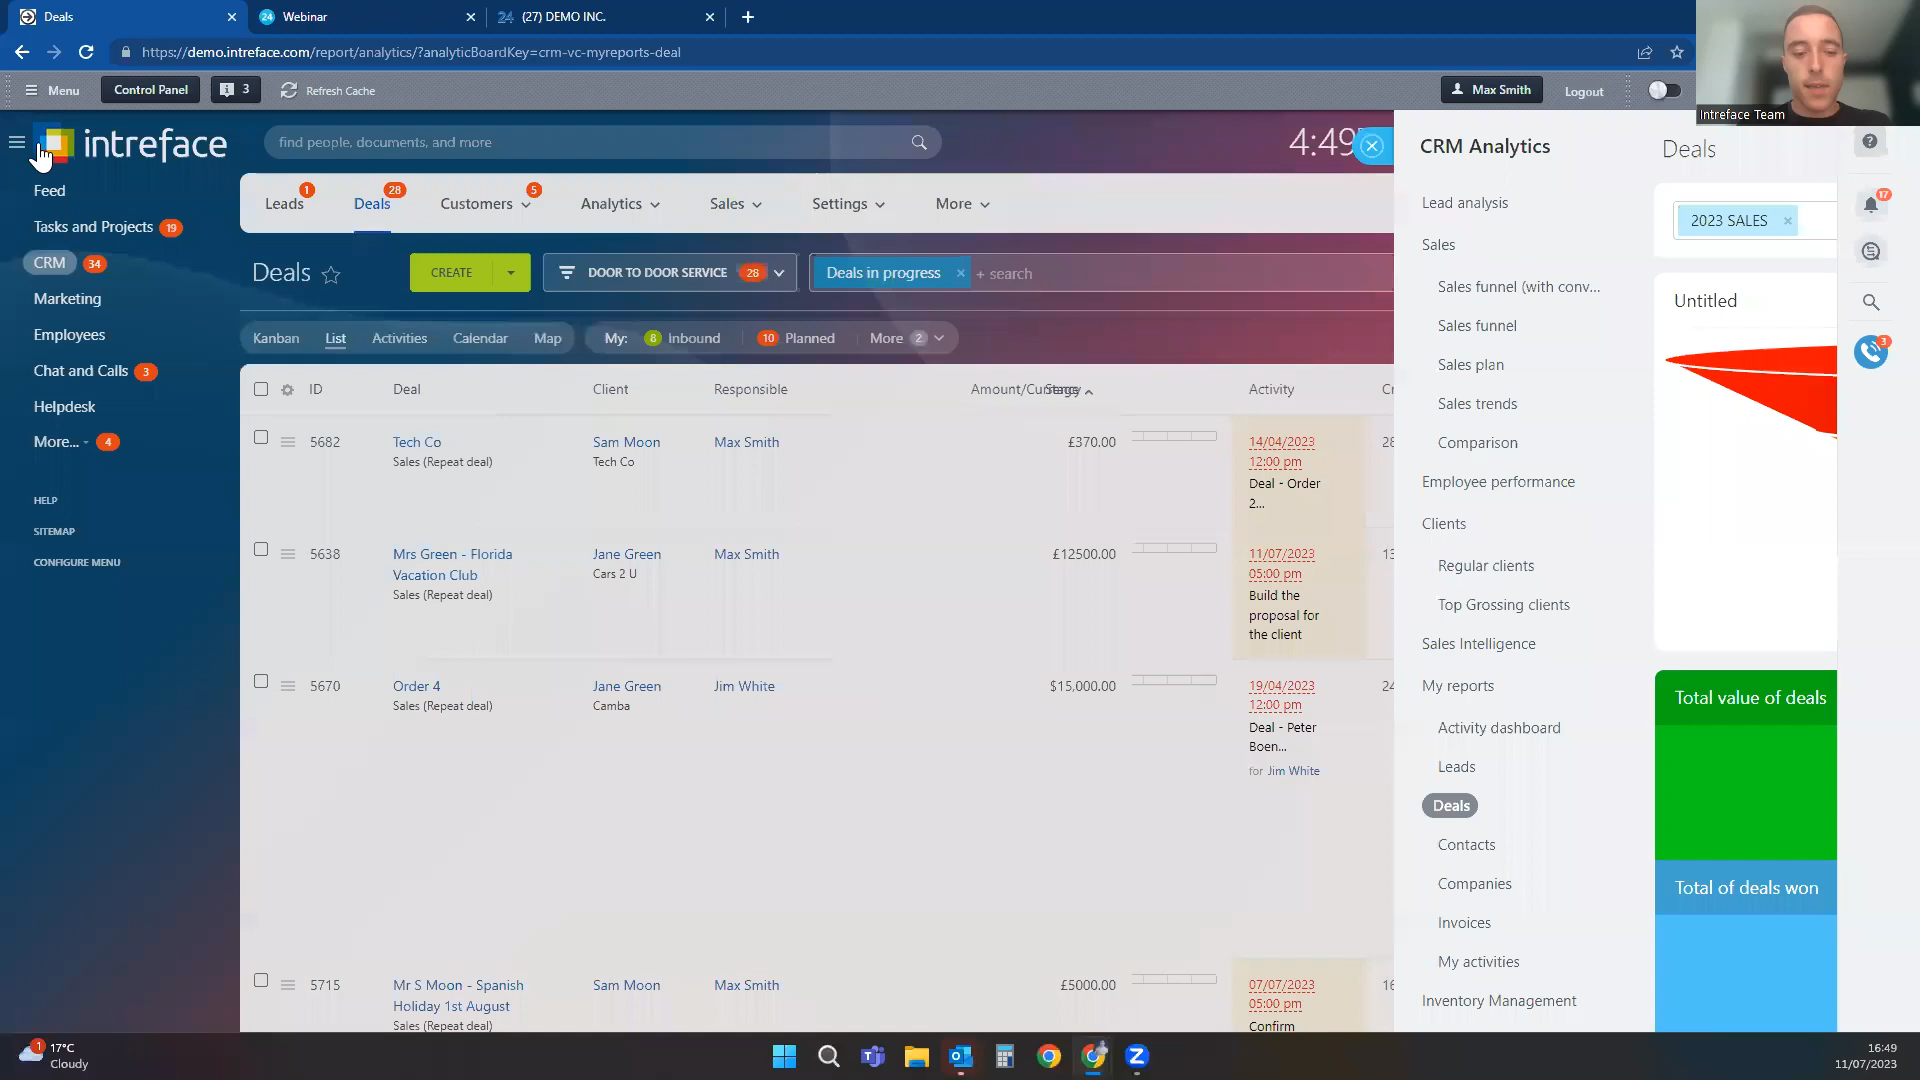 Deals
Webinar
(27) DEMO INC.
https://demo.intreface.com/report/analytics/?analyticBoardKey=crm-vc-myreports-deal
Menu
Control Panel
3
Refresh Cache
Max Smith
Logout
Intreface Team
intreface
find people, documents, and more
4:49
Feed
Tasks and Projects 19
CRM 34
Marketing
Employees
Chat and Calls 3
Helpdesk
More... 4
HELP
SITEMAP
CONFIGURE MENU
Leads 1
Deals 28
Customers 5
Analytics
Sales
Settings
More
Deals
CREATE
DOOR TO DOOR SERVICE 28
Deals in progress
+ search
Kanban
List
Activities
Calendar
Map
My:
8 Inbound
10 Planned
More 2
ID
Deal
Client
Responsible
Amount/Currency
Stage
Activity
Cr
5682
Tech Co
Sales (Repeat deal)
Sam Moon
Tech Co
Max Smith
£370.00
14/04/2023
12:00 pm
Deal - Order
2...
28
5638
Mrs Green - Florida
Vacation Club
Sales (Repeat deal)
Jane Green
Cars 2 U
Max Smith
£12500.00
11/07/2023
05:00 pm
Build the
proposal for
the client
13
5670
Order 4
Sales (Repeat deal)
Jane Green
Camba
Jim White
$15,000.00
19/04/2023
12:00 pm
Deal - Peter
Boen...
for Jim White
24
5715
Mr S Moon - Spanish
Holiday 1st August
Sales (Repeat deal)
Sam Moon
Max Smith
£5000.00
07/07/2023
05:00 pm
Confirm
16
CRM Analytics
Lead analysis
Sales
Sales funnel (with conv...
Sales funnel
Sales plan
Sales trends
Comparison
Employee performance
Clients
Regular clients
Top Grossing clients
Sales Intelligence
My reports
Activity dashboard
Leads
Deals
Contacts
Companies
Invoices
My activities
Inventory Management
Deals
2023 SALES
Untitled
Total value of deals
Total of deals won
17
3
1
17°C
Cloudy
16:49
11/07/2023